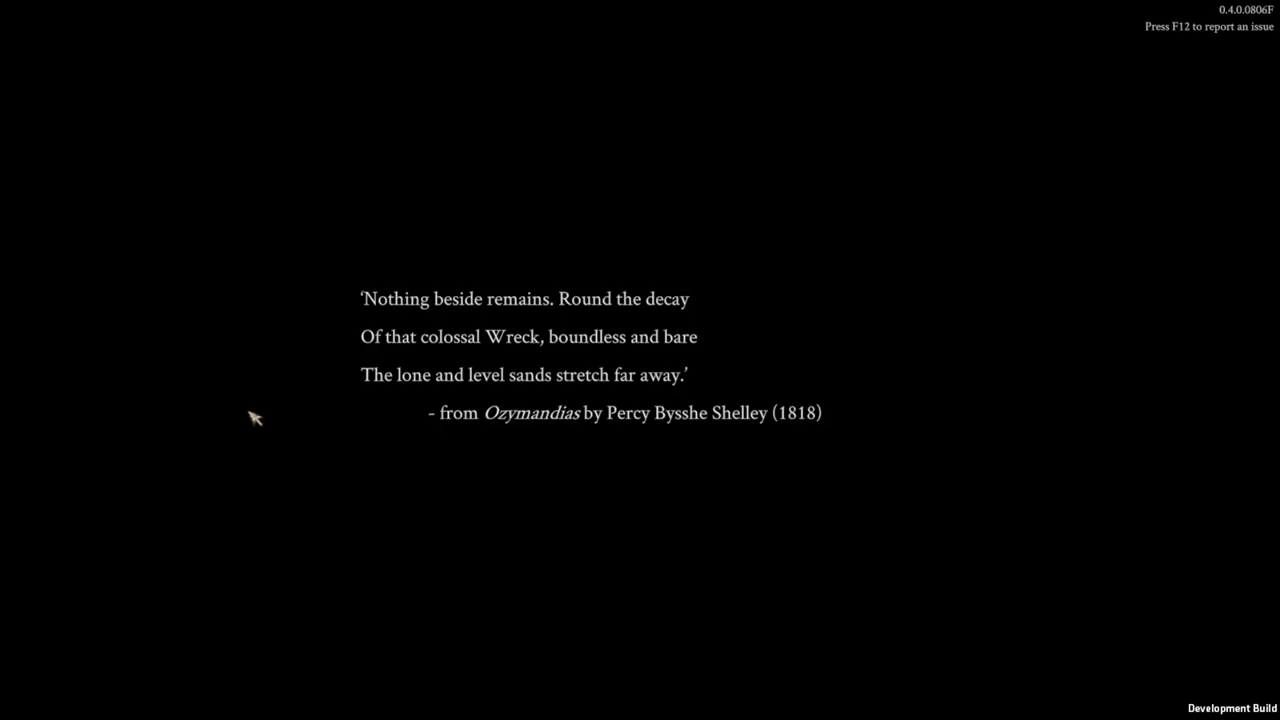 0.4.0.0806F
Press F12 to report an issue
‘Nothing beside remains. Round the decay
Of that colossal Wreck, boundless and bare
The lone and level sands stretch far away.’
- from Ozymandias by Percy Bysshe Shelley (1818)
Development Build